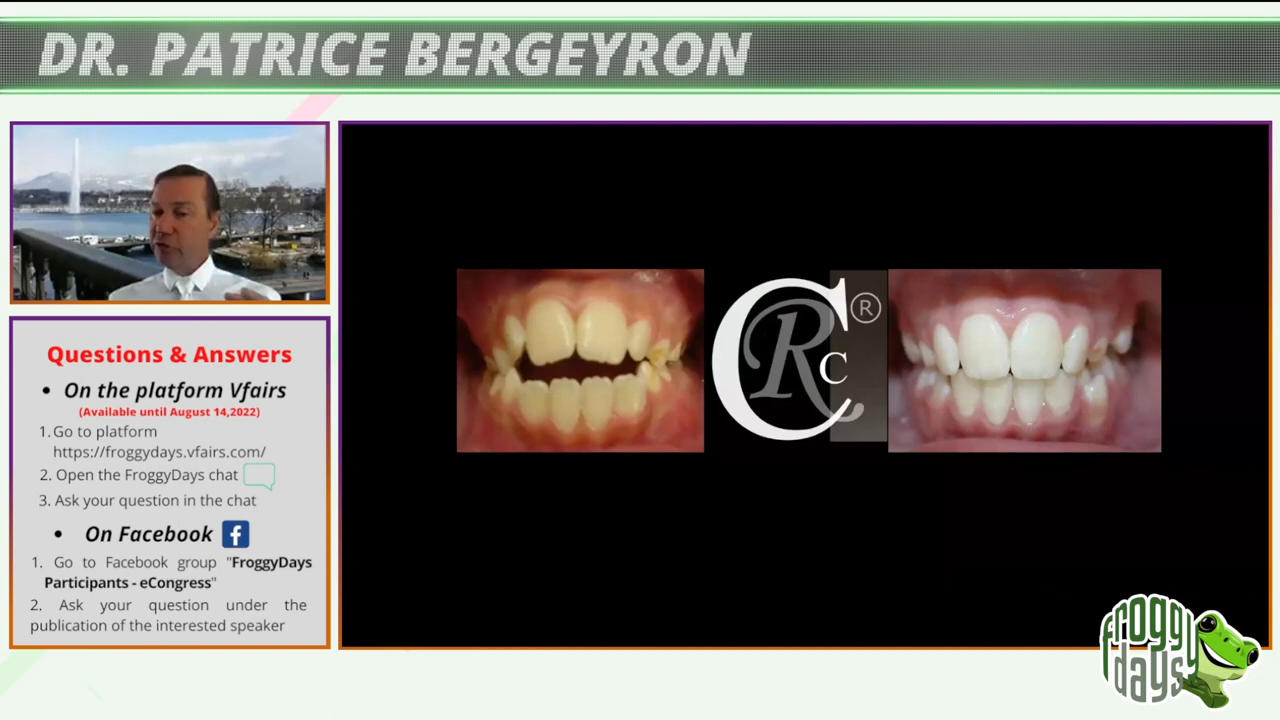 DR. PATRICE BERGEYRON
Questions & Answers
• On the platform Vfairs
(Available until August 14,2022)
1. Go to platform
https://froggydays.vfairs.com/
2. Open the FroggyDays chat
3. Ask your question in the chat
• On Facebook f
1. Go to Facebook group "FroggyDays
Participants - eCongress"
2. Ask your question under the
publication of the interested speaker
C R C ®
froggy
days